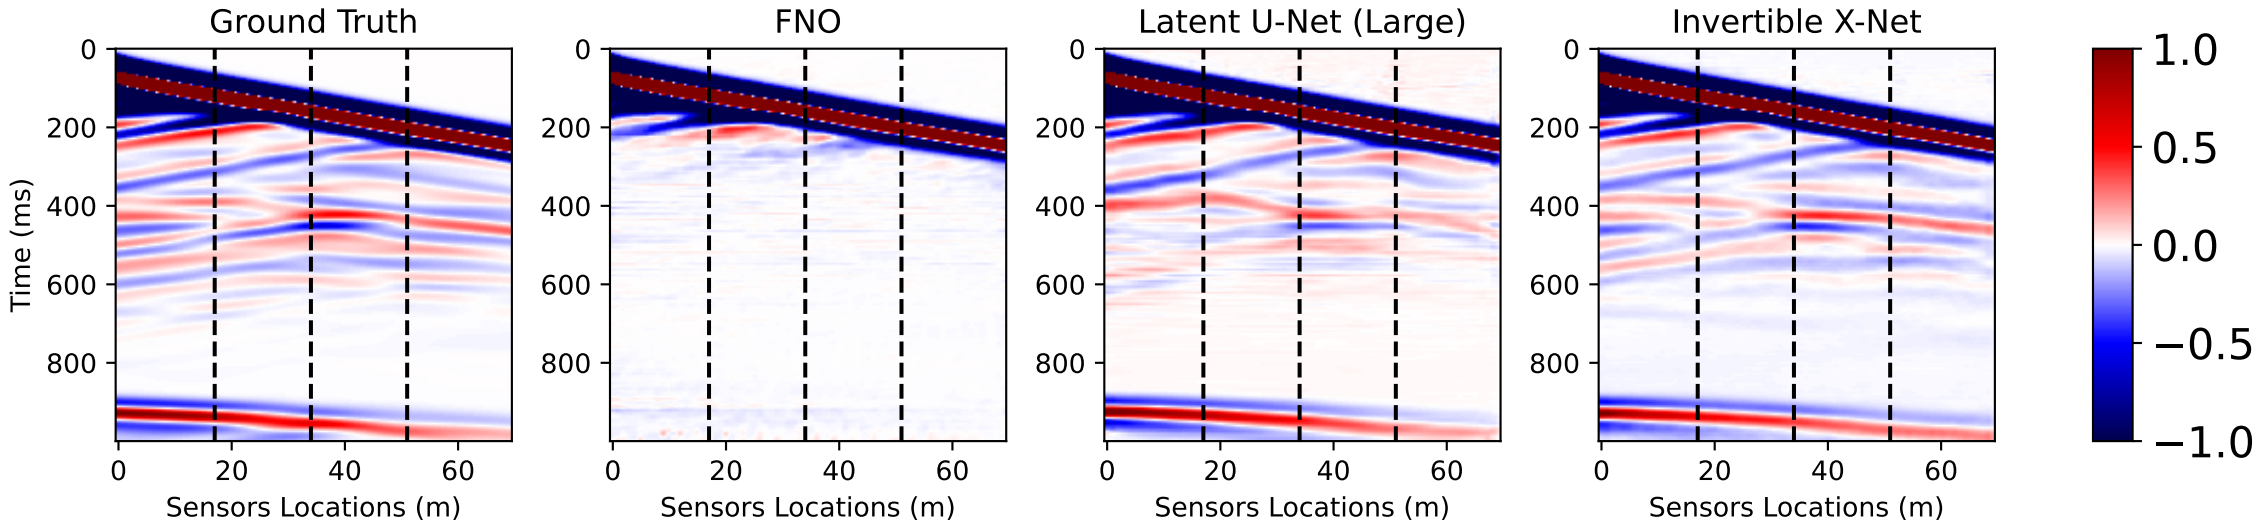 Ground Truth
FNO
Latent U-Net (Large)
Invertible X-Net
0
200
400
600
800
Time (ms)
0 20 40 60
Sensors Locations (m)
0
200
400
600
800
0 20 40 60
Sensors Locations (m)
0
200
400
600
800
0 20 40 60
Sensors Locations (m)
0
200
400
600
800
0 20 40 60
Sensors Locations (m)
1.0
0.5
0.0
−0.5
−1.0